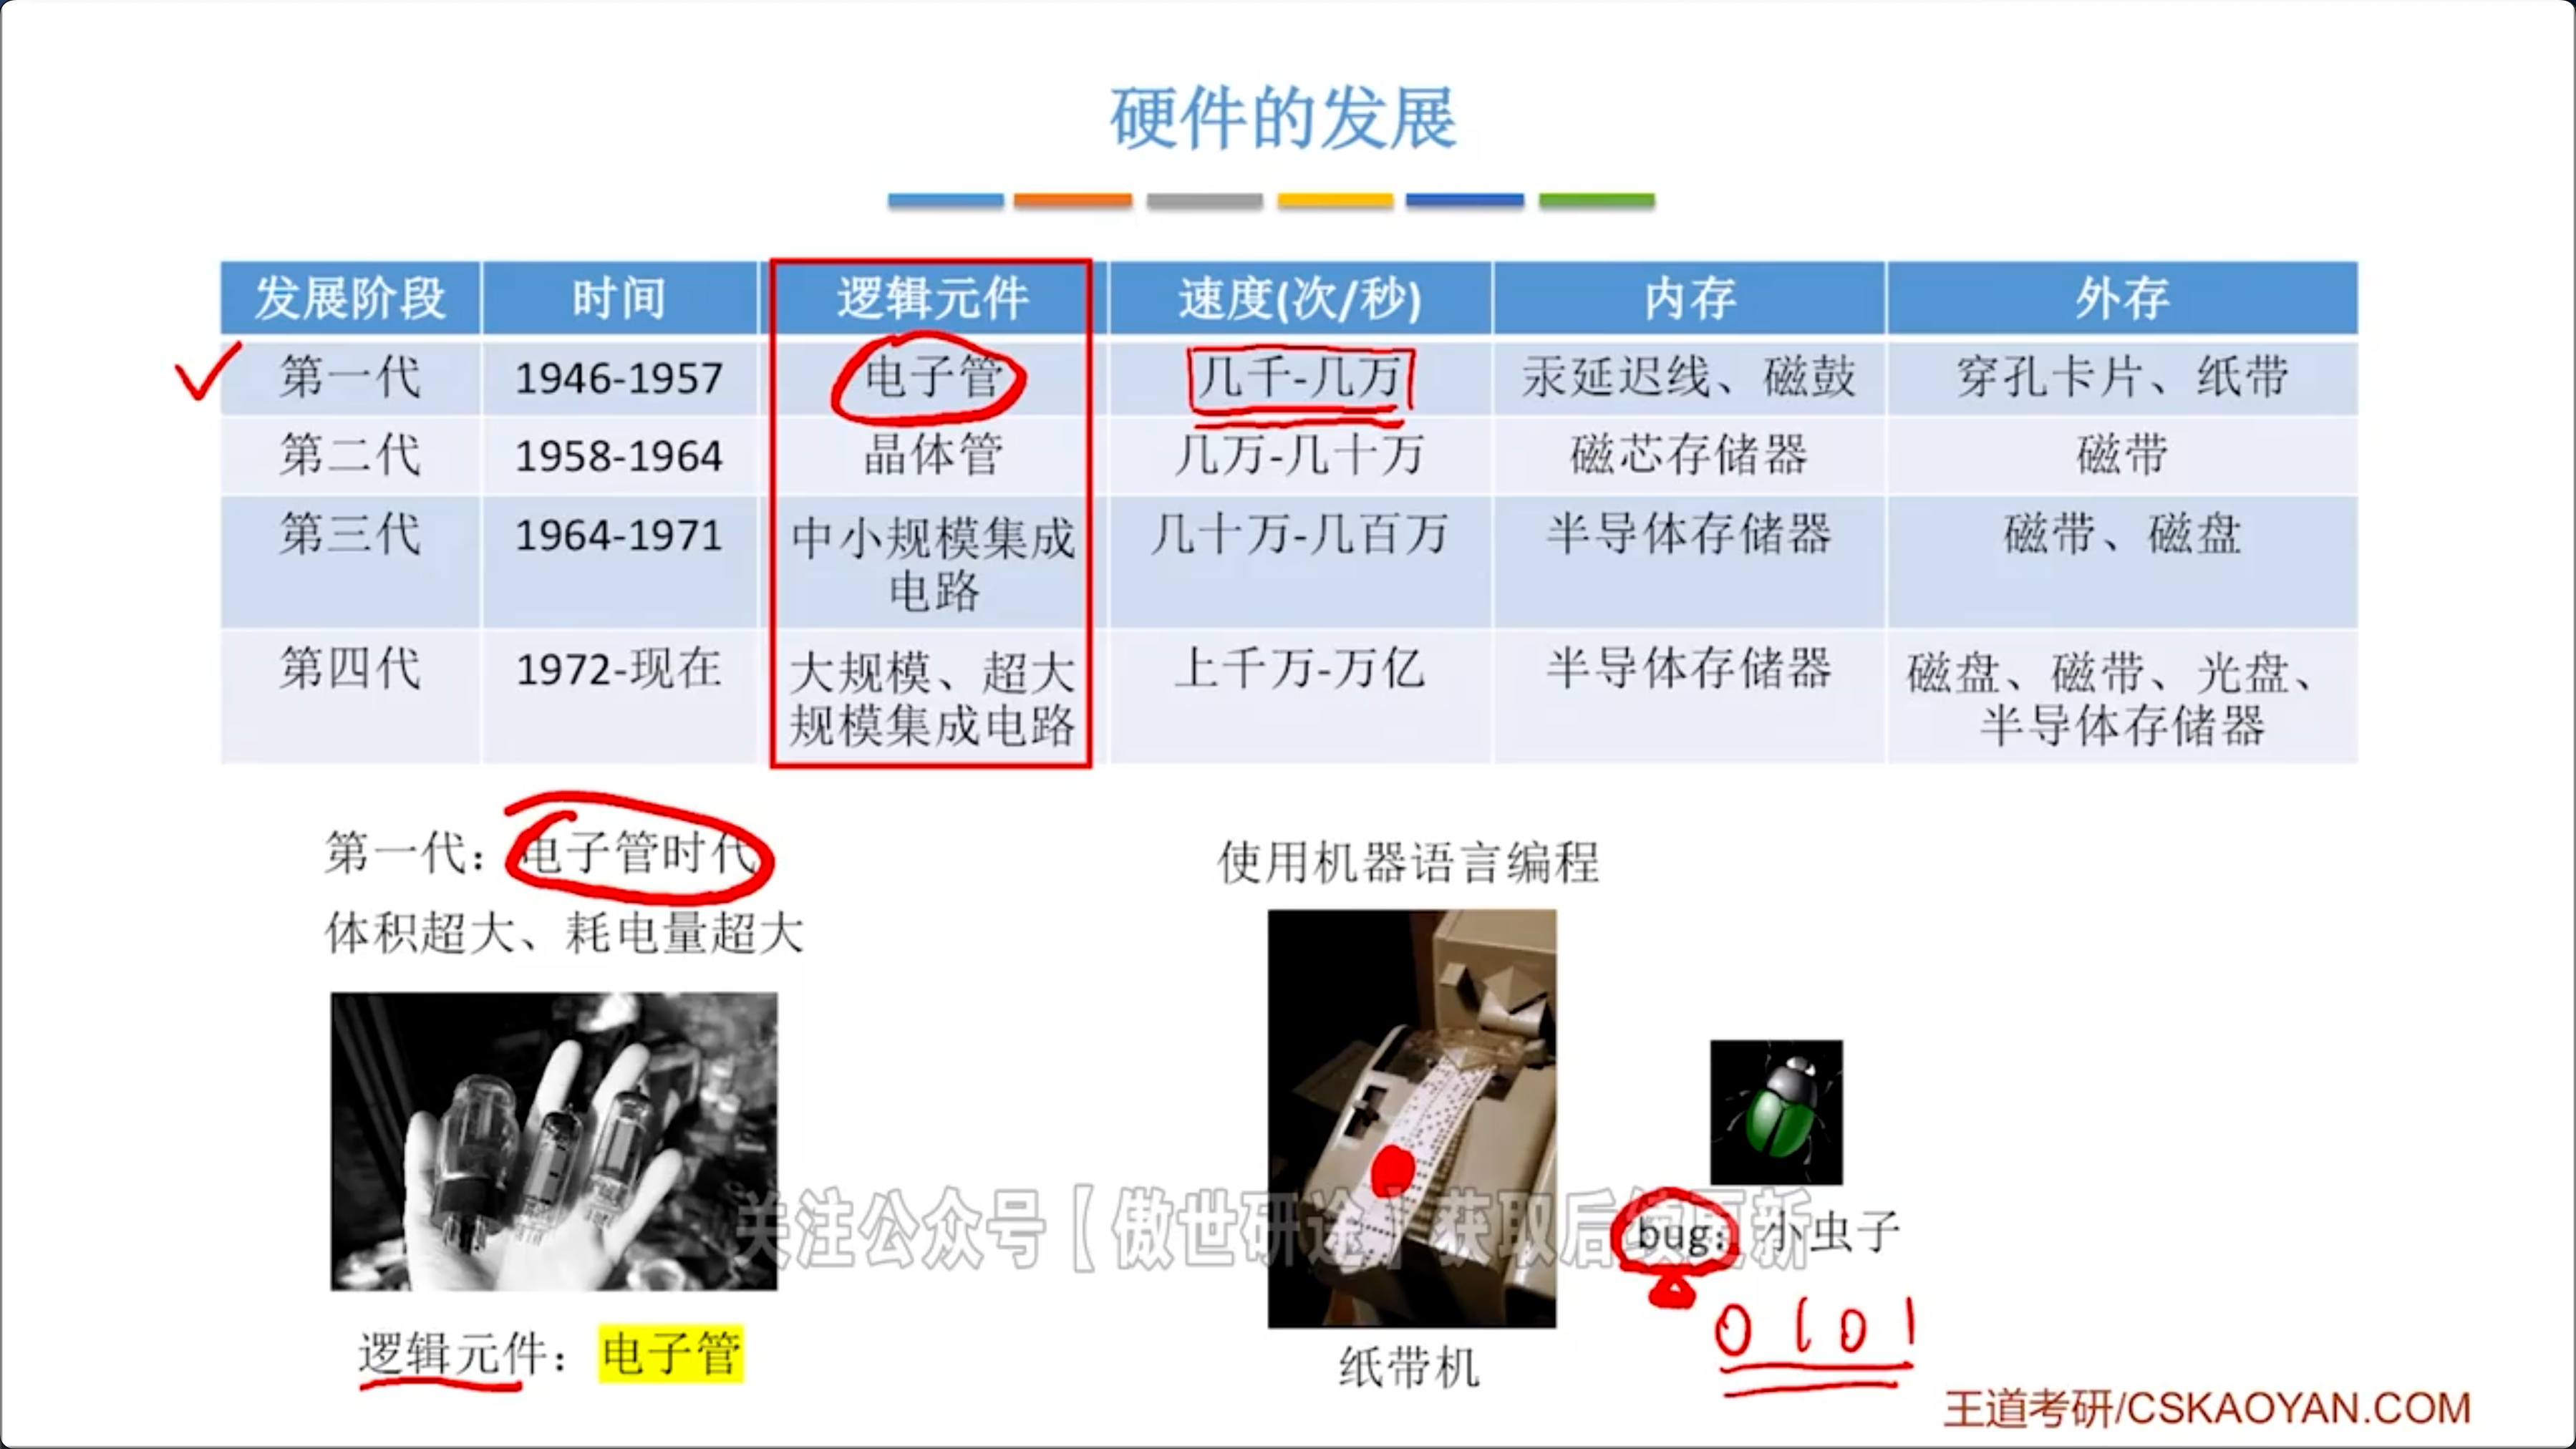 硬件的发展
发展阶段 时间 逻辑元件 速度(次/秒) 内存 外存
第一代 1946-1957 电子管 几千-几万 汞延迟线、磁鼓 穿孔卡片、纸带
第二代 1958-1964 晶体管 几万-几十万 磁芯存储器 磁带
第三代 1964-1971 中小规模集成 几十万-几百万 半导体存储器 磁带、磁盘
电路
第四代 1972-现在 大规模、超大 上千万-万亿 半导体存储器 磁盘、磁带、光盘、
规模集成电路 半导体存储器
第一代：电子管时代
体积超大、耗电量超大
逻辑元件： 电子管
使用机器语言编程
纸带机
bug：小虫子
0101
关注公众号【傲世研途】获取后续更新
王道考研/CSKAOYAN.COM